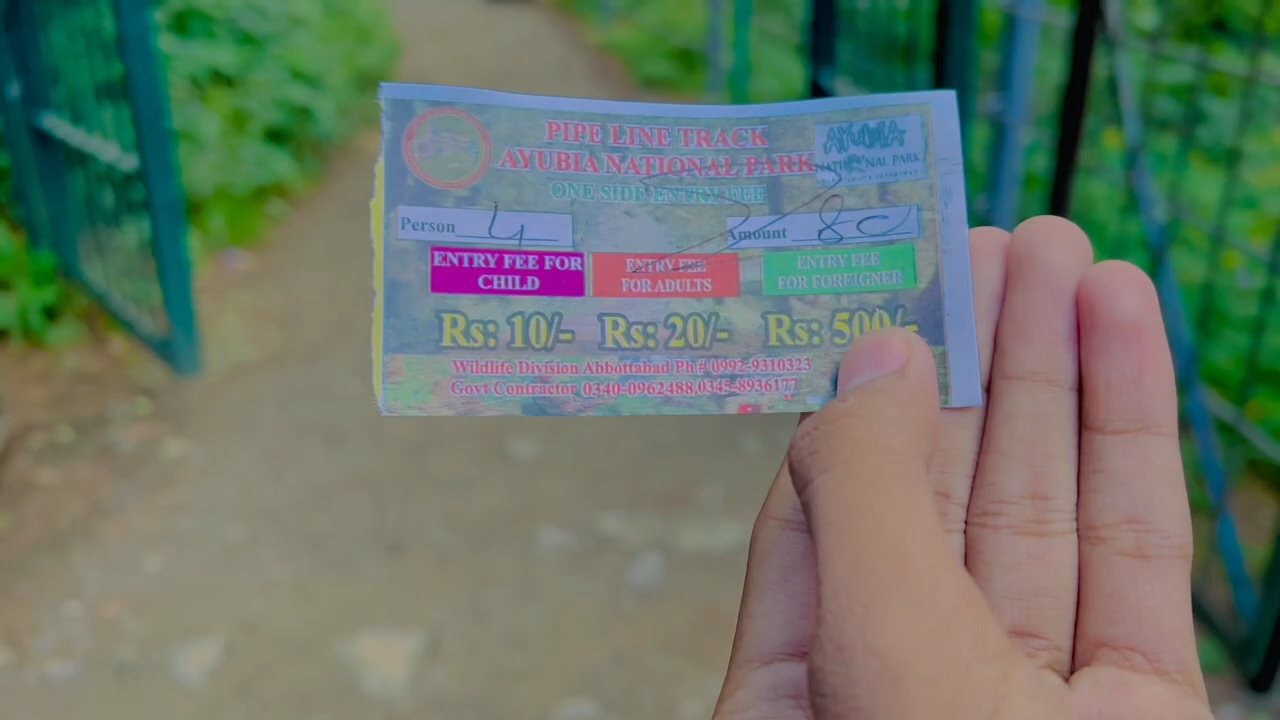 PIPE LINE TRACK
AYUBIA NATIONAL PARK
ONE SIDE ENTRY FEE
AYUBIA
NATIONAL PARK
Person 4
Amount 80
ENTRY FEE FOR CHILD
ENTRY FEE FOR ADULTS
ENTRY FEE FOR FOREIGNER
Rs: 10/- Rs: 20/- Rs: 500/-
Wildlife Division Abbottabad Ph # 0992-9310323
Govt Contractor 0340-0962488,0345-8936177